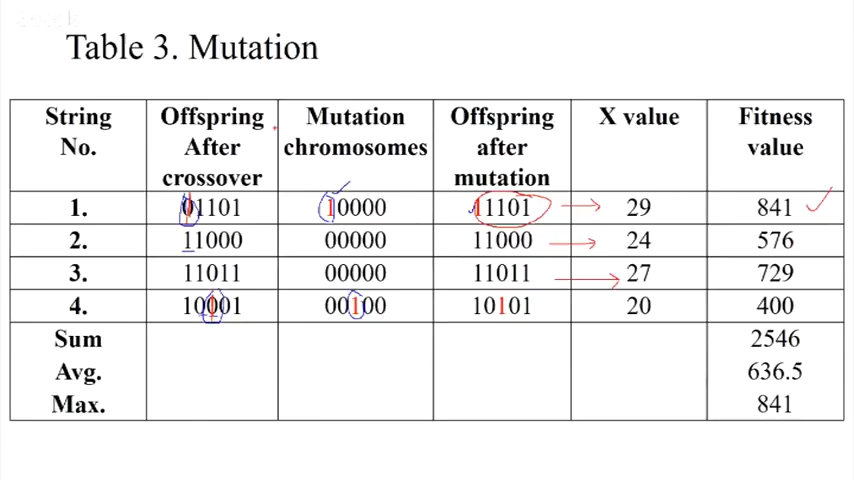 Table 3. Mutation
String No. Offspring After crossover Mutation chromosomes Offspring after mutation X value Fitness value
1. 01101 10000 11101 29 841
2. 11000 00000 11000 24 576
3. 11011 00000 11011 27 729
4. 10001 00100 10101 20 400
Sum 2546
Avg. 636.5
Max. 841